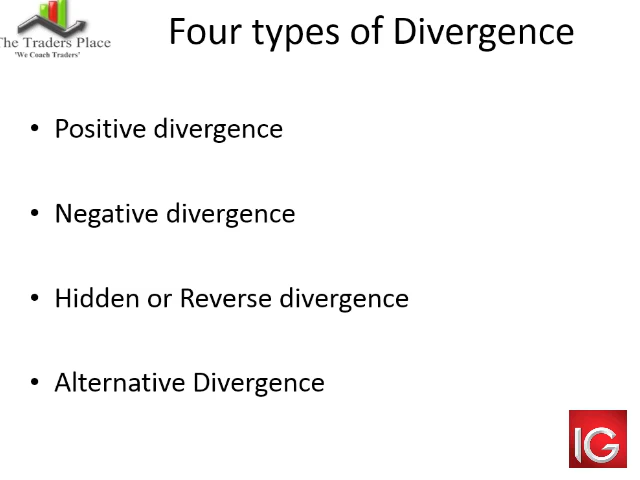 The Traders Place
'We Coach Traders'
Four types of Divergence
• Positive divergence
• Negative divergence
• Hidden or Reverse divergence
• Alternative Divergence
IG